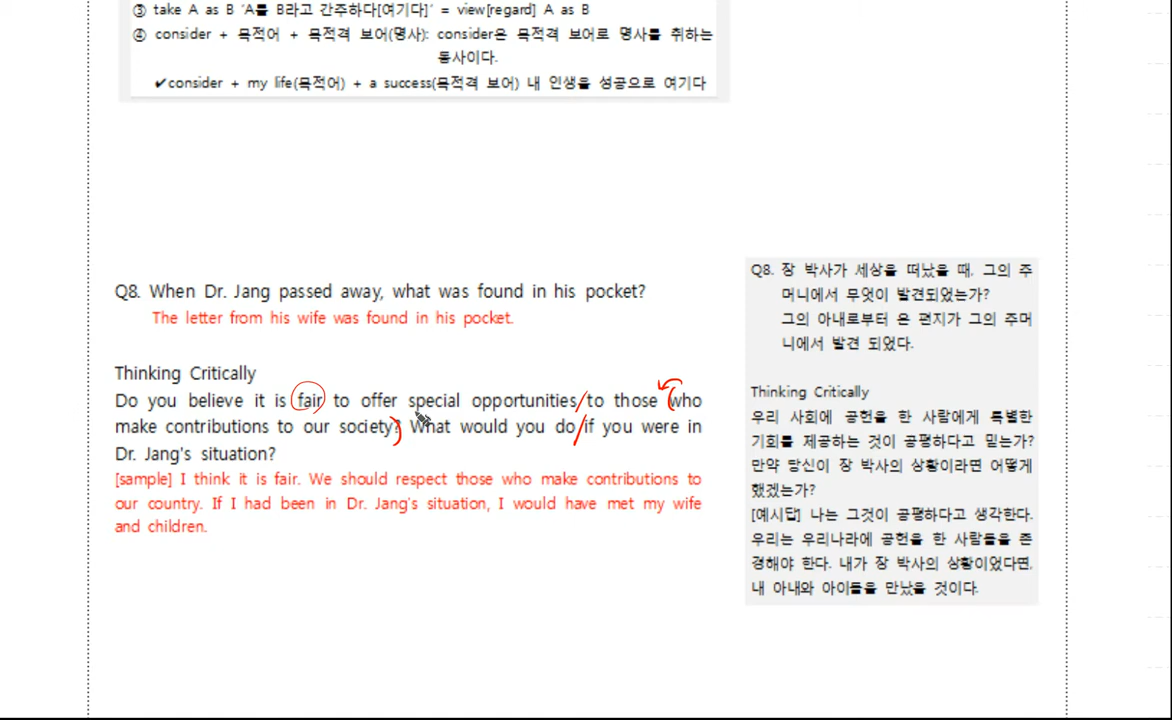 ③ take A as B ‘A를 B라고 간주하다[여기다]’ = view[regard] A as B
④ consider + 목적어 + 목적격 보어(명사): consider은 목적격 보어로 명사를 취하는
동사이다.
✔consider + my life(목적어) + a success(목적격 보어) 내 인생을 성공으로 여기다
Q8. When Dr. Jang passed away, what was found in his pocket?
The letter from his wife was found in his pocket.
Thinking Critically
Do you believe it is fair to offer special opportunities to those who
make contributions to our society? What would you do if you were in
Dr. Jang's situation?
[sample] I think it is fair. We should respect those who make contributions to
our country. If I had been in Dr. Jang's situation, I would have met my wife
and children.
Q8. 장 박사가 세상을 떠났을 때, 그의 주
머니에서 무엇이 발견되었는가?
그의 아내로부터 온 편지가 그의 주머
니에서 발견 되었다.
Thinking Critically
우리 사회에 공헌을 한 사람에게 특별한
기회를 제공하는 것이 공평하다고 믿는가?
만약 망신이 장 박사의 상황이라면 어떻게
했겠는가?
[예시답] 나는 그것이 공평하다고 생각한다.
우리는 우리나라에 공헌을 한 사람들을 존
경해야 한다. 내가 장 박사의 상황이었다면,
내 아내와 아이들을 만났을 것이다.